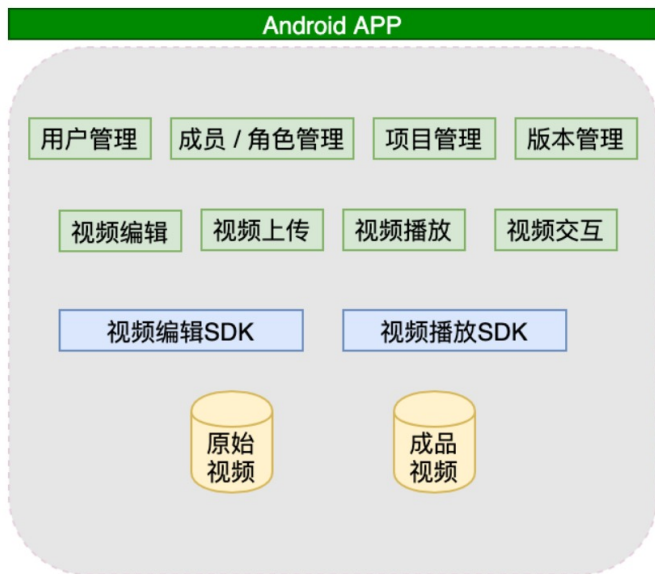 Android APP
用户管理
成员 / 角色管理
项目管理
版本管理
视频编辑
视频上传
视频播放
视频交互
视频编辑SDK
视频播放SDK
原始
视频
成品
视频